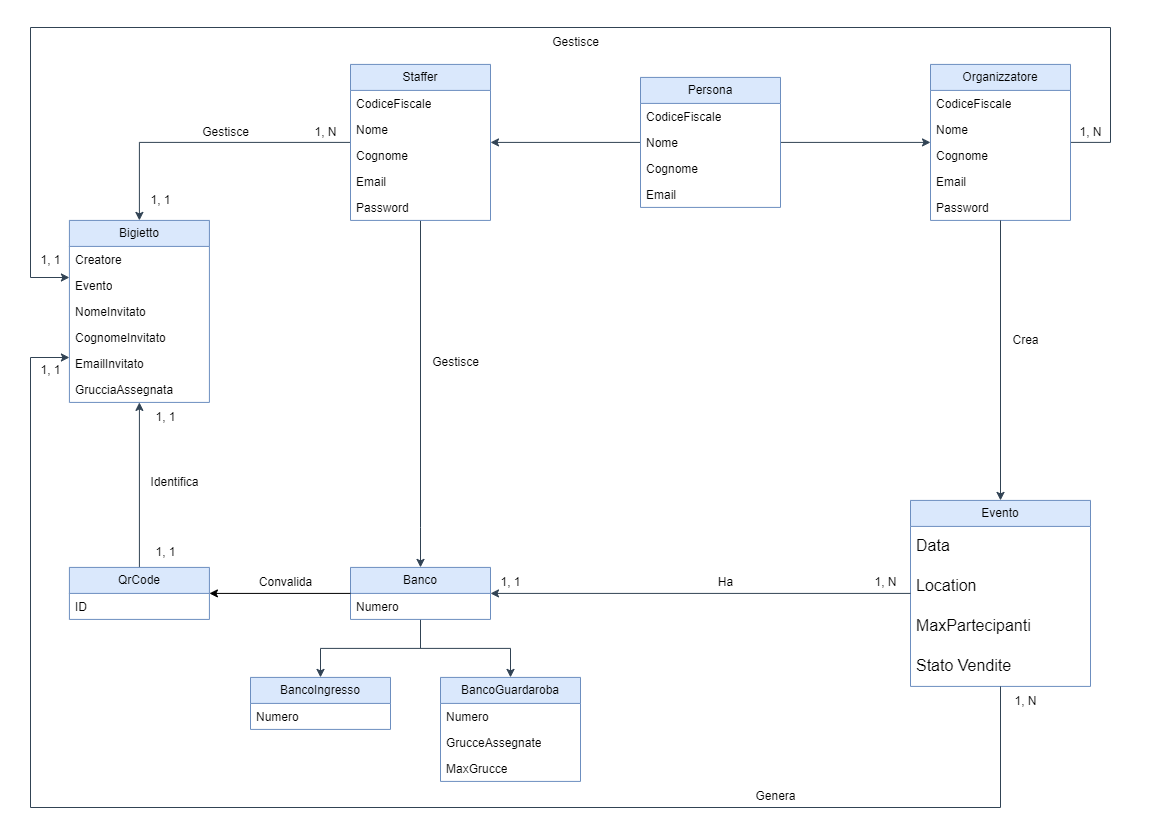 Gestisce
Staffer
CodiceFiscale
Nome
Cognome
Email
Password
Persona
CodiceFiscale
Nome
Cognome
Email
Organizzatore
CodiceFiscale
Nome
Cognome
Email
Password
Gestisce
1, N
1, N
1, 1
Bigietto
Creatore
Evento
NomeInvitato
CognomeInvitato
EmailInvitato
GrucciaAssegnata
1, 1
1, 1
1, 1
Gestisce
Crea
Identifica
1, 1
Evento
Data
Location
MaxPartecipanti
Stato Vendite
QrCode
ID
Convalida
Banco
Numero
1, 1
Ha
1, N
BancoIngresso
Numero
BancoGuardaroba
Numero
GrucceAssegnate
MaxGrucce
1, N
Genera